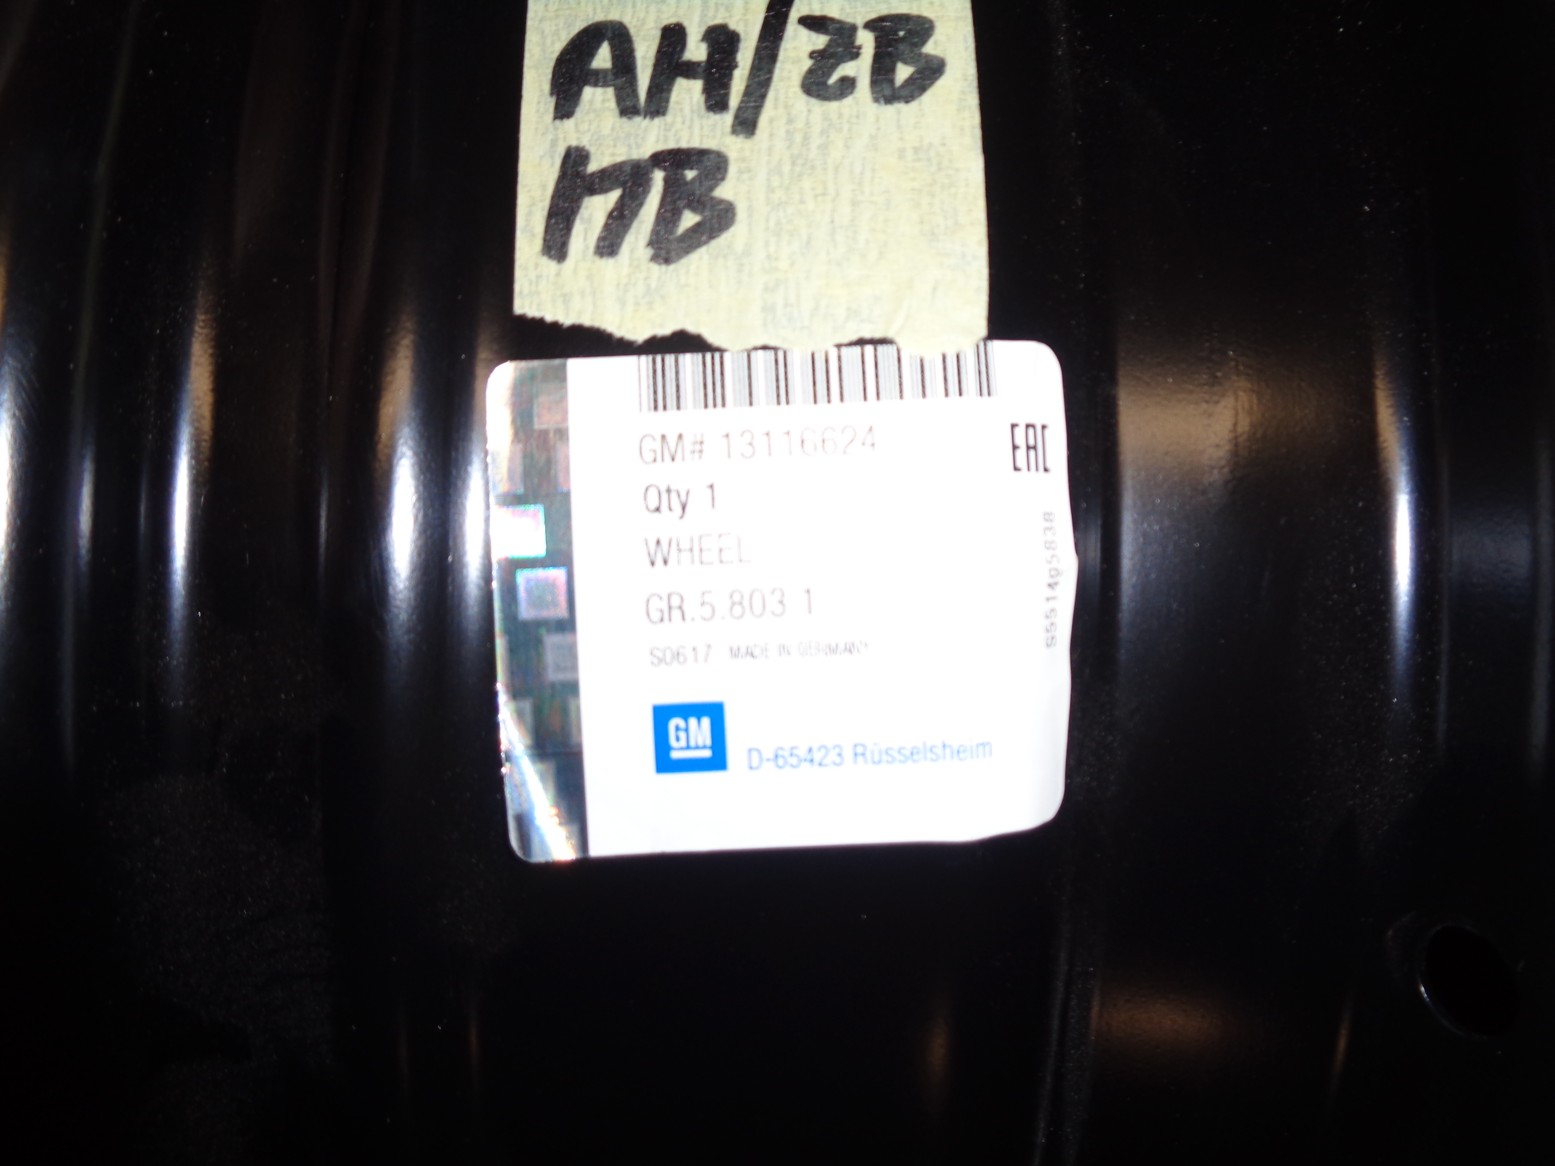 AH/ZB
GM# 13116624
EAC
Qty 1
WHEEL
GR.5.803 1
S0617 MADE IN GERMANY
GM
D-65423 Rüsselsheim